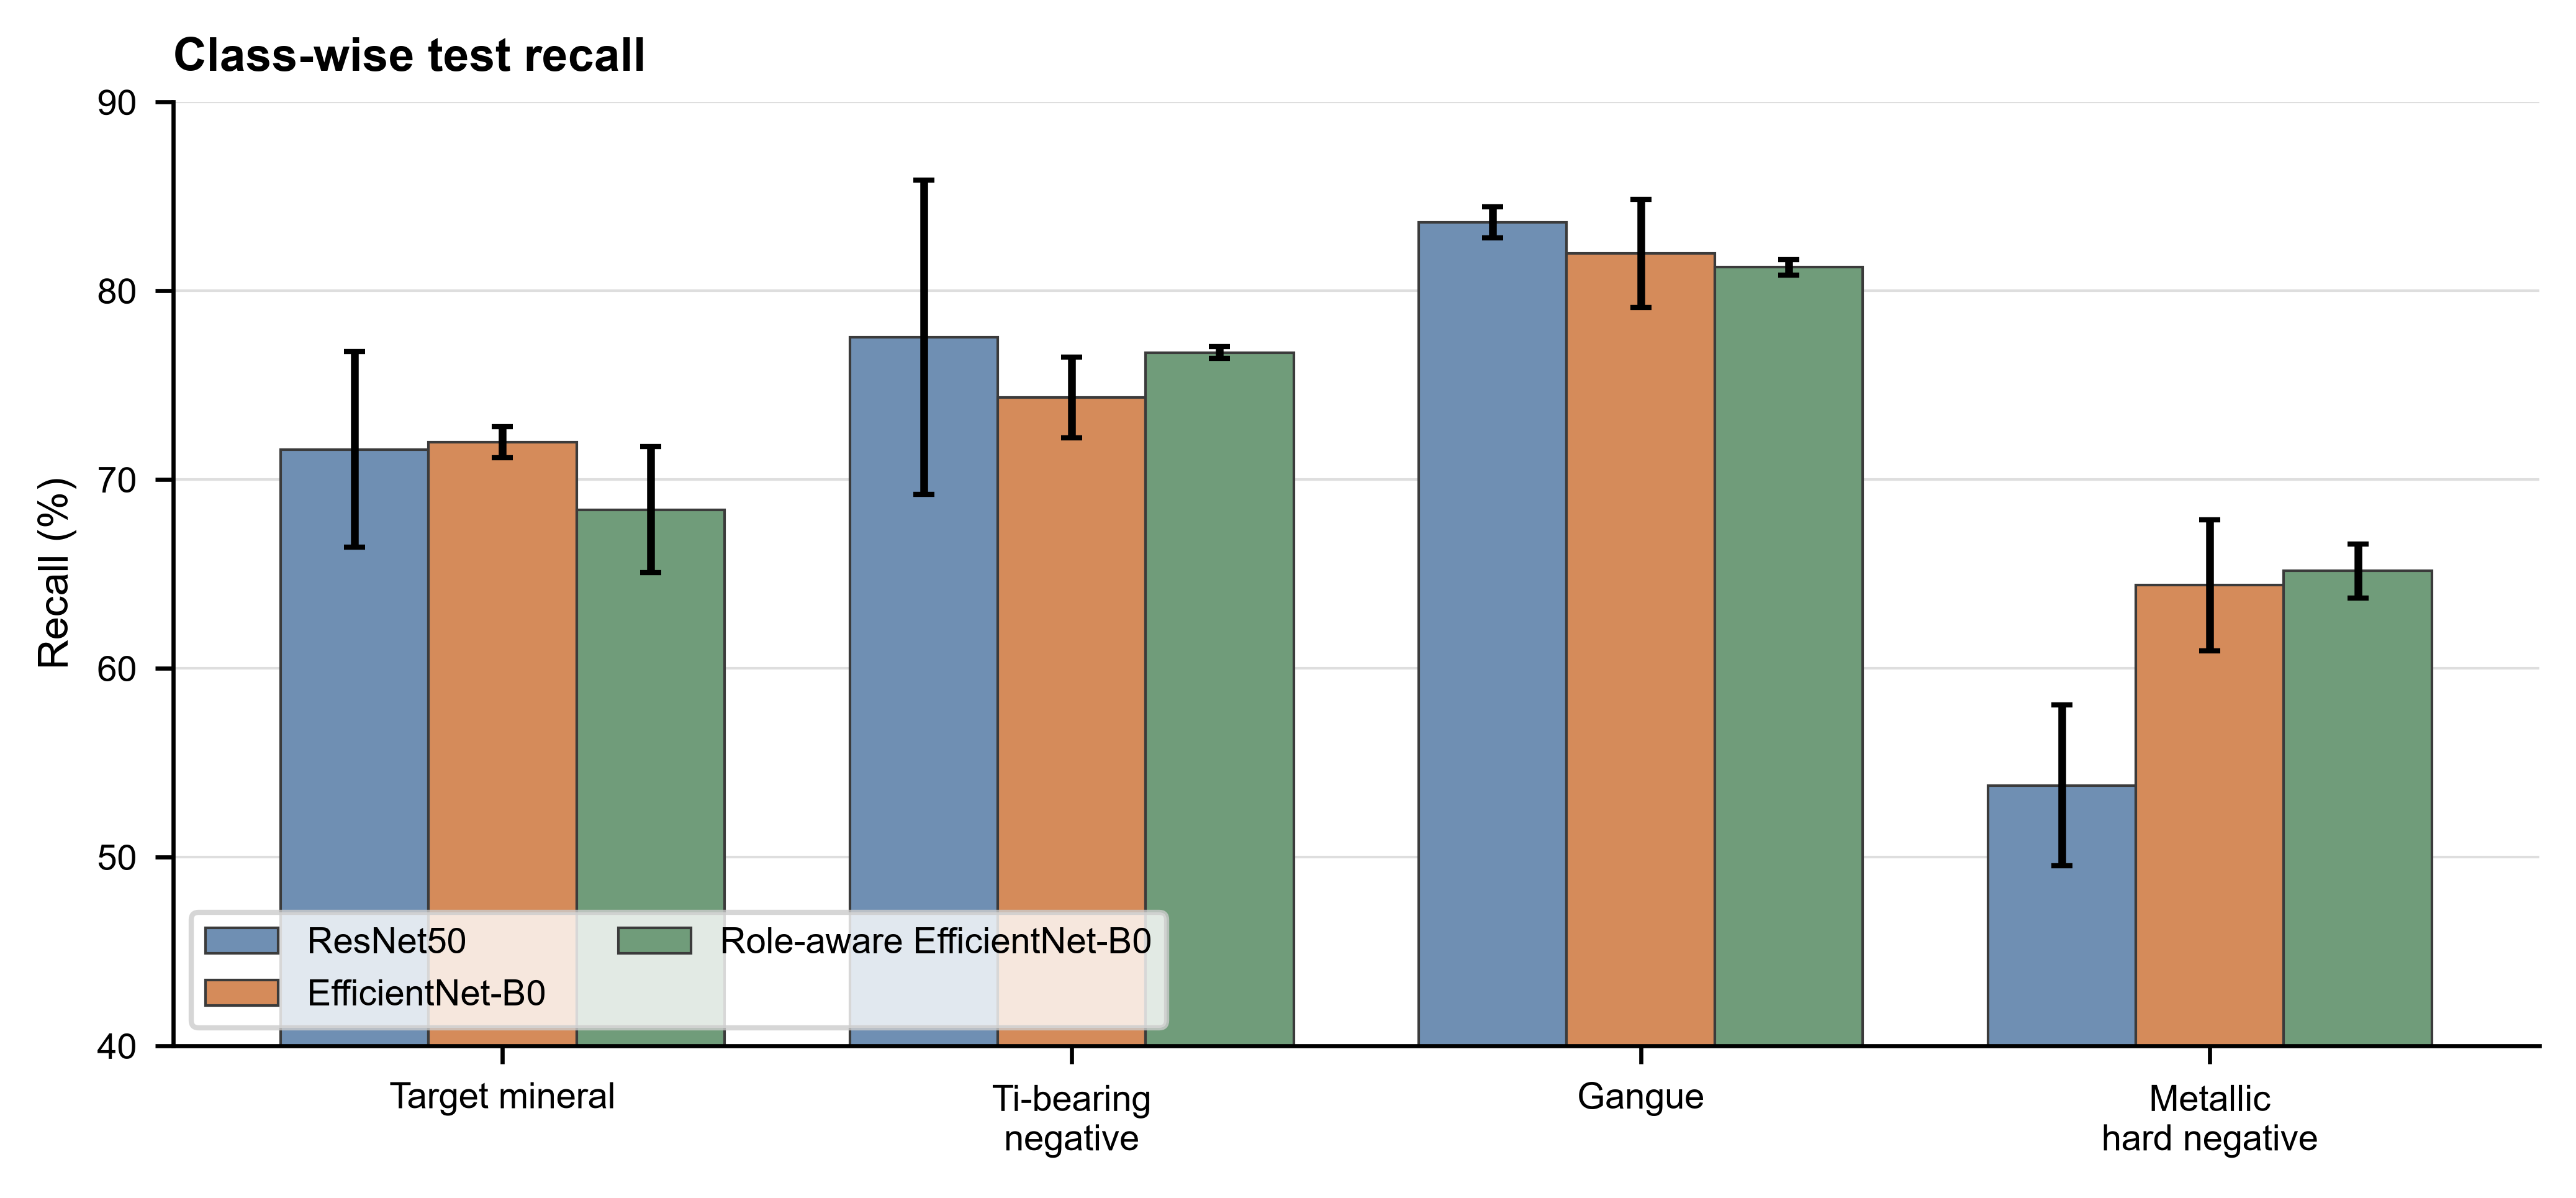 Class-wise test recall
90
80
70
60
50
40
Recall (%)
ResNet50
EfficientNet-B0
Role-aware EfficientNet-B0
Target mineral
Ti-bearing
negative
Gangue
Metallic
hard negative